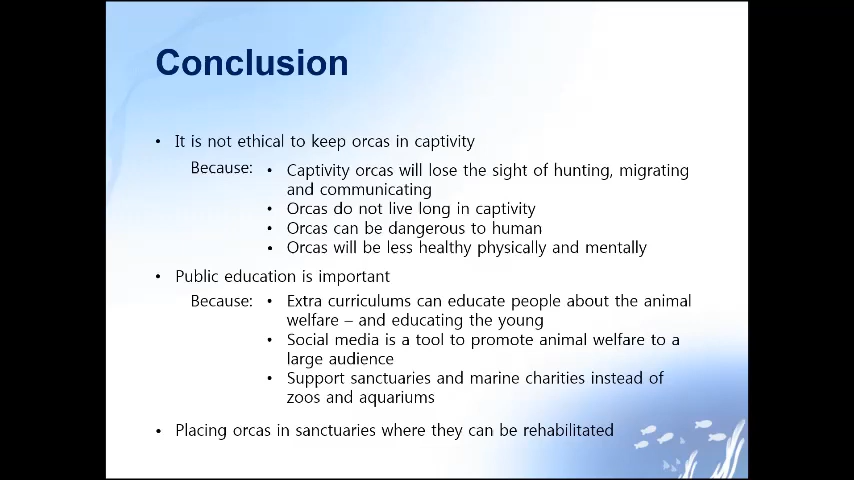 Conclusion
• It is not ethical to keep orcas in captivity
Because: • Captivity orcas will lose the sight of hunting, migrating
and communicating
• Orcas do not live long in captivity
• Orcas can be dangerous to human
• Orcas will be less healthy physically and mentally
• Public education is important
Because: • Extra curriculums can educate people about the animal
welfare – and educating the young
• Social media is a tool to promote animal welfare to a
large audience
• Support sanctuaries and marine charities instead of
zoos and aquariums
• Placing orcas in sanctuaries where they can be rehabilitated